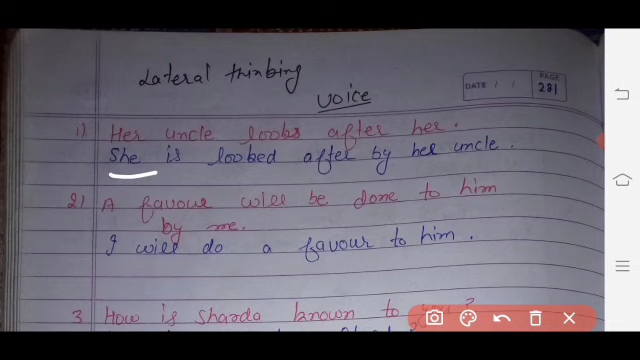 Lateral thinking
Voice
DATE / /
PAGE
281
1) Her uncle looks after her.
She is looked after by her uncle.
2) A favour will be done to him
by me.
I will do a favour to him.
3 How is Sharda known to you?